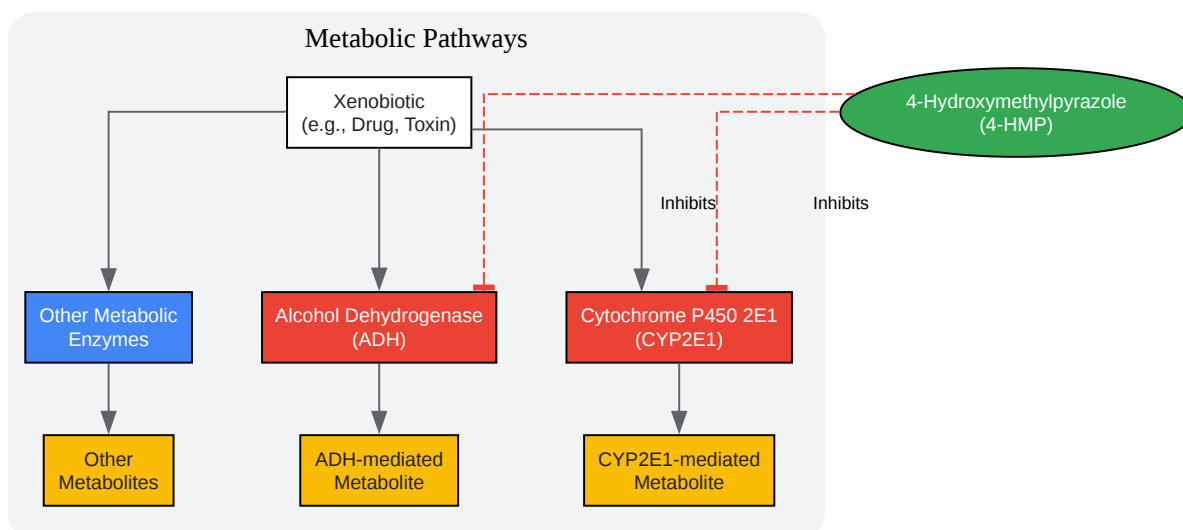 Metabolic Pathways
Xenobiotic
(e.g., Drug, Toxin)
4-Hydroxymethylpyrazole
(4-HMP)
Inhibits
Inhibits
Other Metabolic
Enzymes
Alcohol Dehydrogenase
(ADH)
Cytochrome P450 2E1
(CYP2E1)
Other
Metabolites
ADH-mediated
Metabolite
CYP2E1-mediated
Metabolite